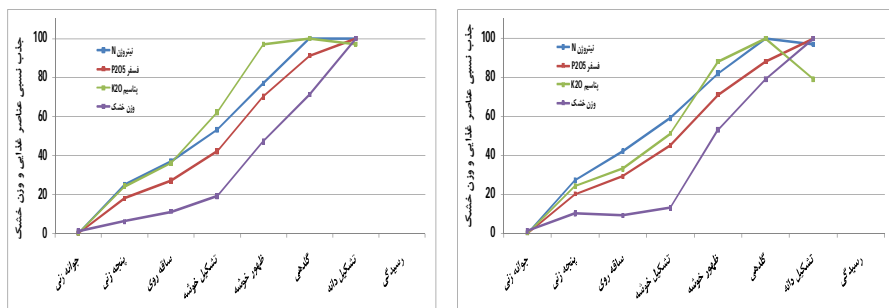 جذب نسبی عناصر غذایی و وزن خشک
100
80
60
40
20
0
نیتروژن N
فسفر P2O5
پتاسیم K2O
وزن خشک
جوانه زنی
پنجه زنی
ساقه روی
تشکیل خوشه
ظهور خوشه
گلدهی
تشکیل دانه
رسیدگی
جذب نسبی عناصر غذایی و وزن خشک
100
80
60
40
20
0
نیتروژن N
فسفر P2O5
پتاسیم K2O
وزن خشک
جوانه زنی
پنجه زنی
ساقه روی
تشکیل خوشه
ظهور خوشه
گلدهی
تشکیل دانه
رسیدگی